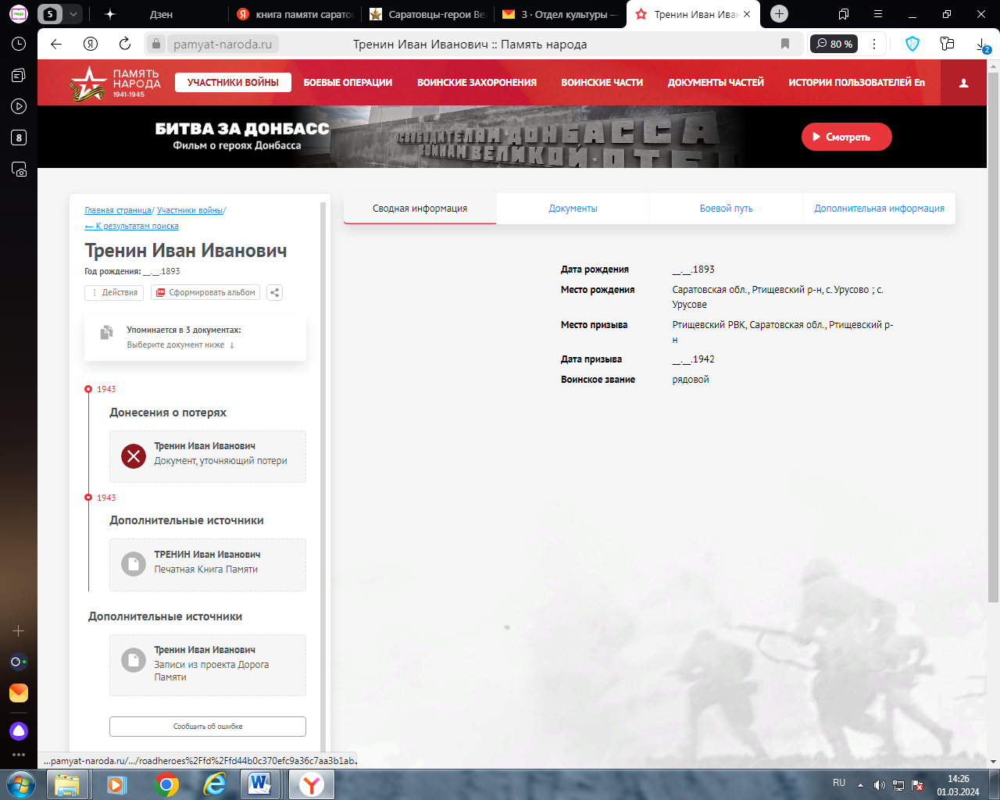 5
Дзен
книга памяти сарато
Саратовцы-герои Ве
3 · Отдел культуры —
Тренин Иван Иван
pamyat-naroda.ru
Тренин Иван Иванович :: Память народа
80 %
2
8
ПАМЯТЬ
НАРОДА
1941-1945
УЧАСТНИКИ ВОЙНЫ
БОЕВЫЕ ОПЕРАЦИИ
ВОИНСКИЕ ЗАХОРОНЕНИЯ
ВОИНСКИЕ ЧАСТИ
ДОКУМЕНТЫ ЧАСТЕЙ
ИСТОРИИ ПОЛЬЗОВАТЕЛЕЙ En
БИТВА ЗА ДОНБАСС
Фильм о героях Донбасса
ДОНБАССА
ВОИНАМ ВЕЛИКОЙ
Смотреть
Главная страница/ Участники войны/
← К результатам поиска
Тренин Иван Иванович
Год рождения: __.__.1893
Действия
Сформировать альбом
Упоминается в 3 документах:
Выберите документ ниже ↓
1943
Донесения о потерях
Тренин Иван Иванович
Документ, уточняющий потери
1943
Дополнительные источники
ТРЕНИН Иван Иванович
Печатная Книга Памяти
Дополнительные источники
Тренин Иван Иванович
Записи из проекта Дорога
Памяти
Сообщить об ошибке
Сводная информация
Документы
Боевой путь
Дополнительная информация
Дата рождения __.__.1893
Место рождения Саратовская обл., Ртищевский р-н, с. Урусово ; с.
Урусове
Место призыва Ртищевский РВК, Саратовская обл., Ртищевский р-
н
Дата призыва __.__.1942
Воинское звание рядовой
...pamyat-naroda.ru/.../roadheroes%2Ffd%2Ffd44b0c370efc9a36c7aa3b1ab...
RU
14:26
01.03.2024